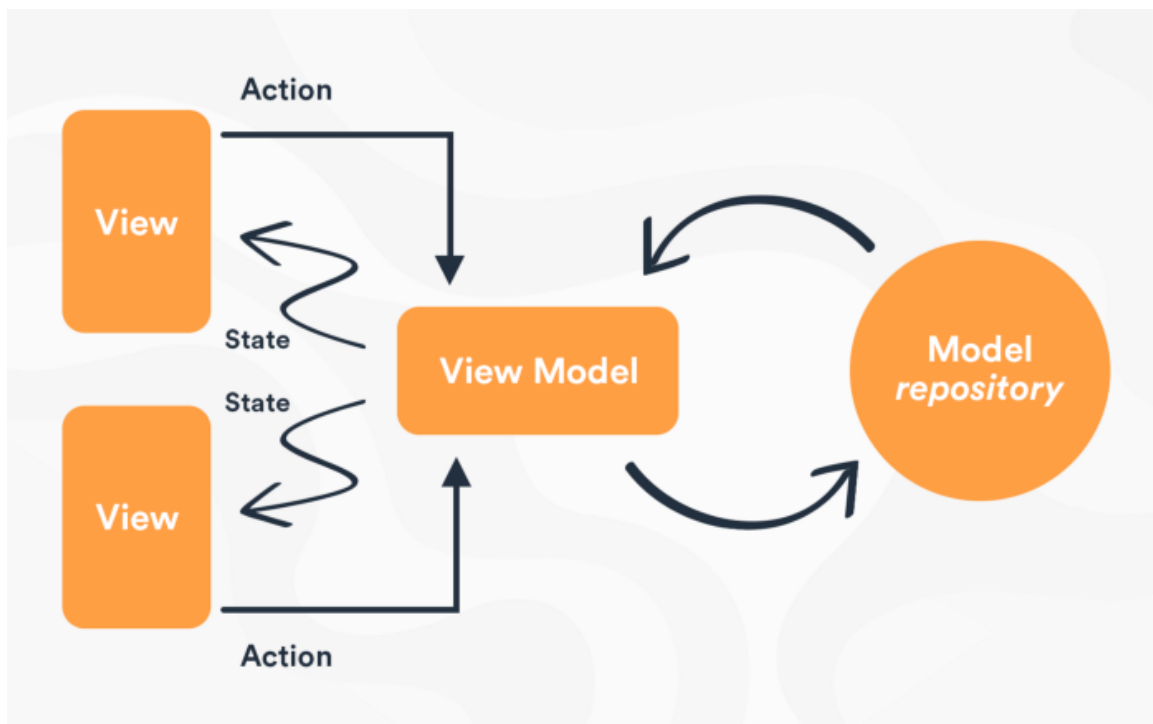 Action
View
State
State
View Model
Model
repository
View
Action